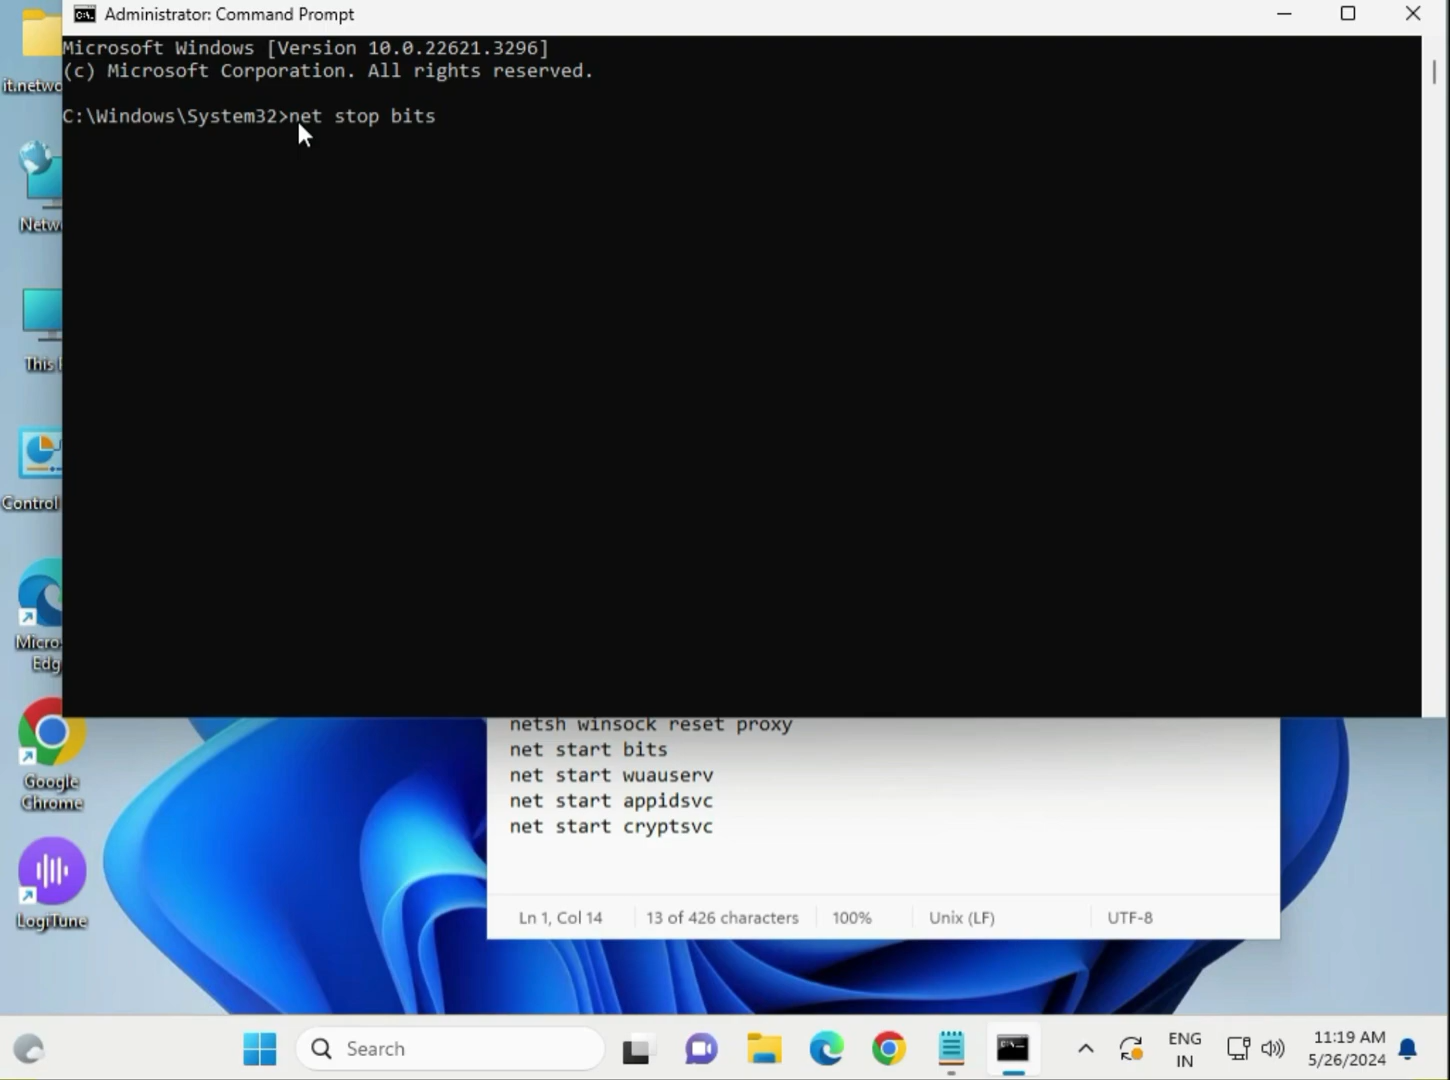 Administrator: Command Prompt
Microsoft Windows [Version 10.0.22621.3296]
(c) Microsoft Corporation. All rights reserved.
C:\Windows\System32>net stop bits
it.netwo
Netw
This
Control
Micro
Edg
Google
Chrome
LogiTune
netsh winsock reset proxy
net start bits
net start wuauserv
net start appidsvc
net start cryptsvc
Ln 1, Col 14
13 of 426 characters
100%
Unix (LF)
UTF-8
Search
ENG
IN
11:19 AM
5/26/2024